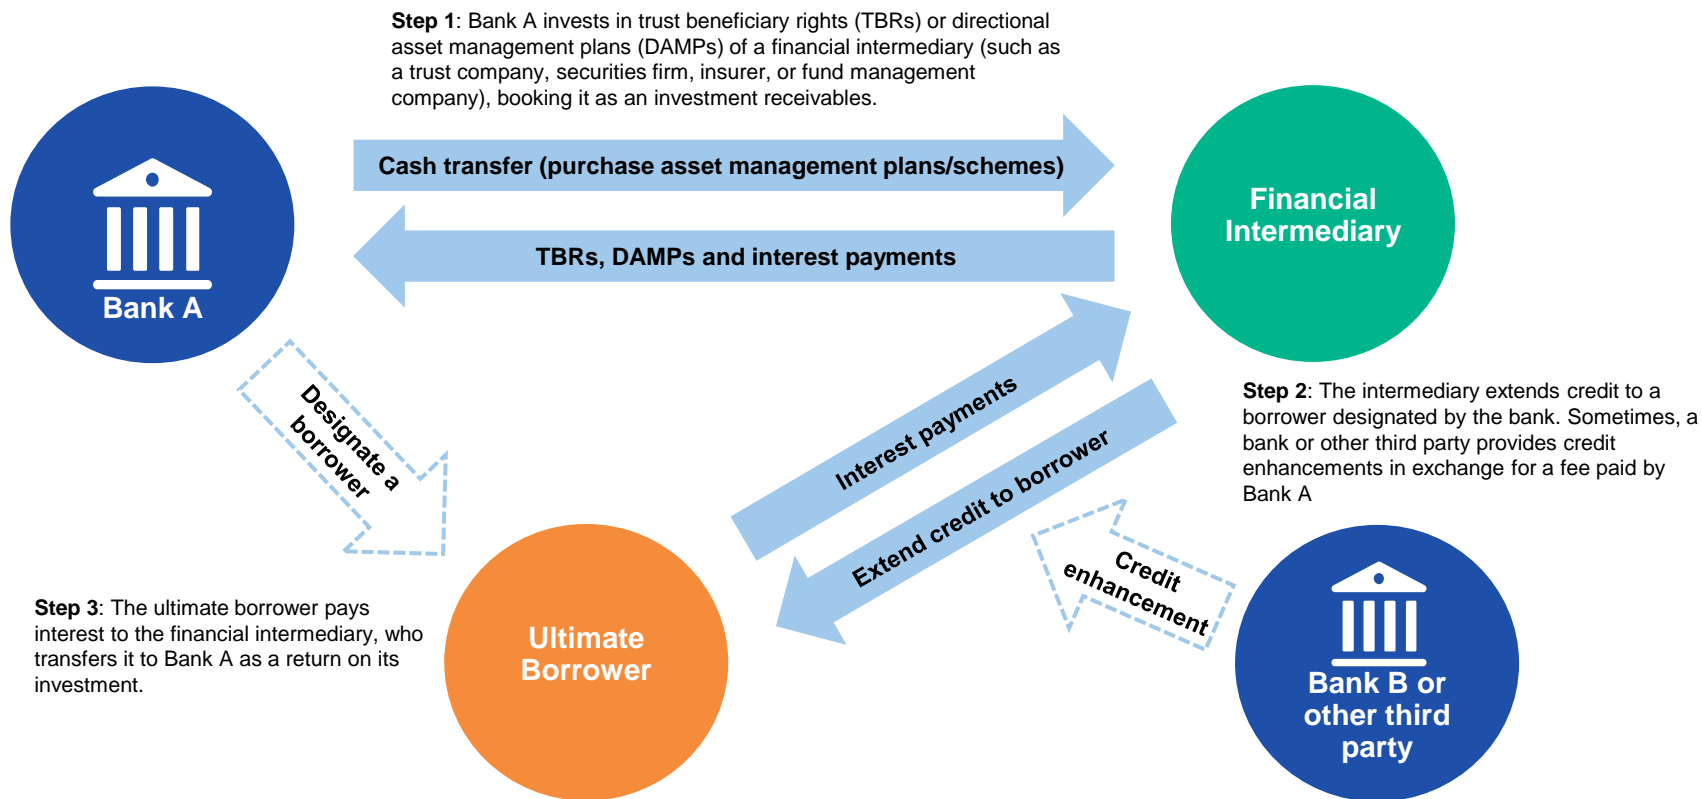 Step 1: Bank A invests in trust beneficiary rights (TBRs) or directional
asset management plans (DAMPs) of a financial intermediary (such as
a trust company, securities firm, insurer, or fund management
company), booking it as an investment receivables.
Cash transfer (purchase asset management plans/schemes)
Financial
Intermediary
TBRs, DAMPs and interest payments
Bank A
Designate a
borrower
Interest payments
Extend credit to borrower
Step 2: The intermediary extends credit to a
borrower designated by the bank. Sometimes, a
bank or other third party provides credit
enhancements in exchange for a fee paid by
Bank A
Credit
enhancement
Step 3: The ultimate borrower pays
interest to the financial intermediary, who
transfers it to Bank A as a return on its
investment.
Ultimate
Borrower
Bank B or
other third
party